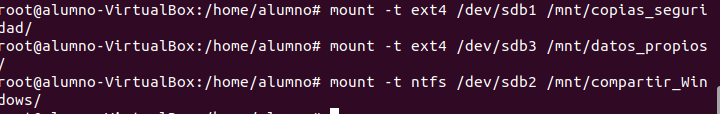 root@alumno-VirtualBox:/home/alumno# mount -t ext4 /dev/sdb1 /mnt/copias_seguri
dad/
root@alumno-VirtualBox:/home/alumno# mount -t ext4 /dev/sdb3 /mnt/datos_propios
/
root@alumno-VirtualBox:/home/alumno# mount -t ntfs /dev/sdb2 /mnt/compartir_Win
dows/